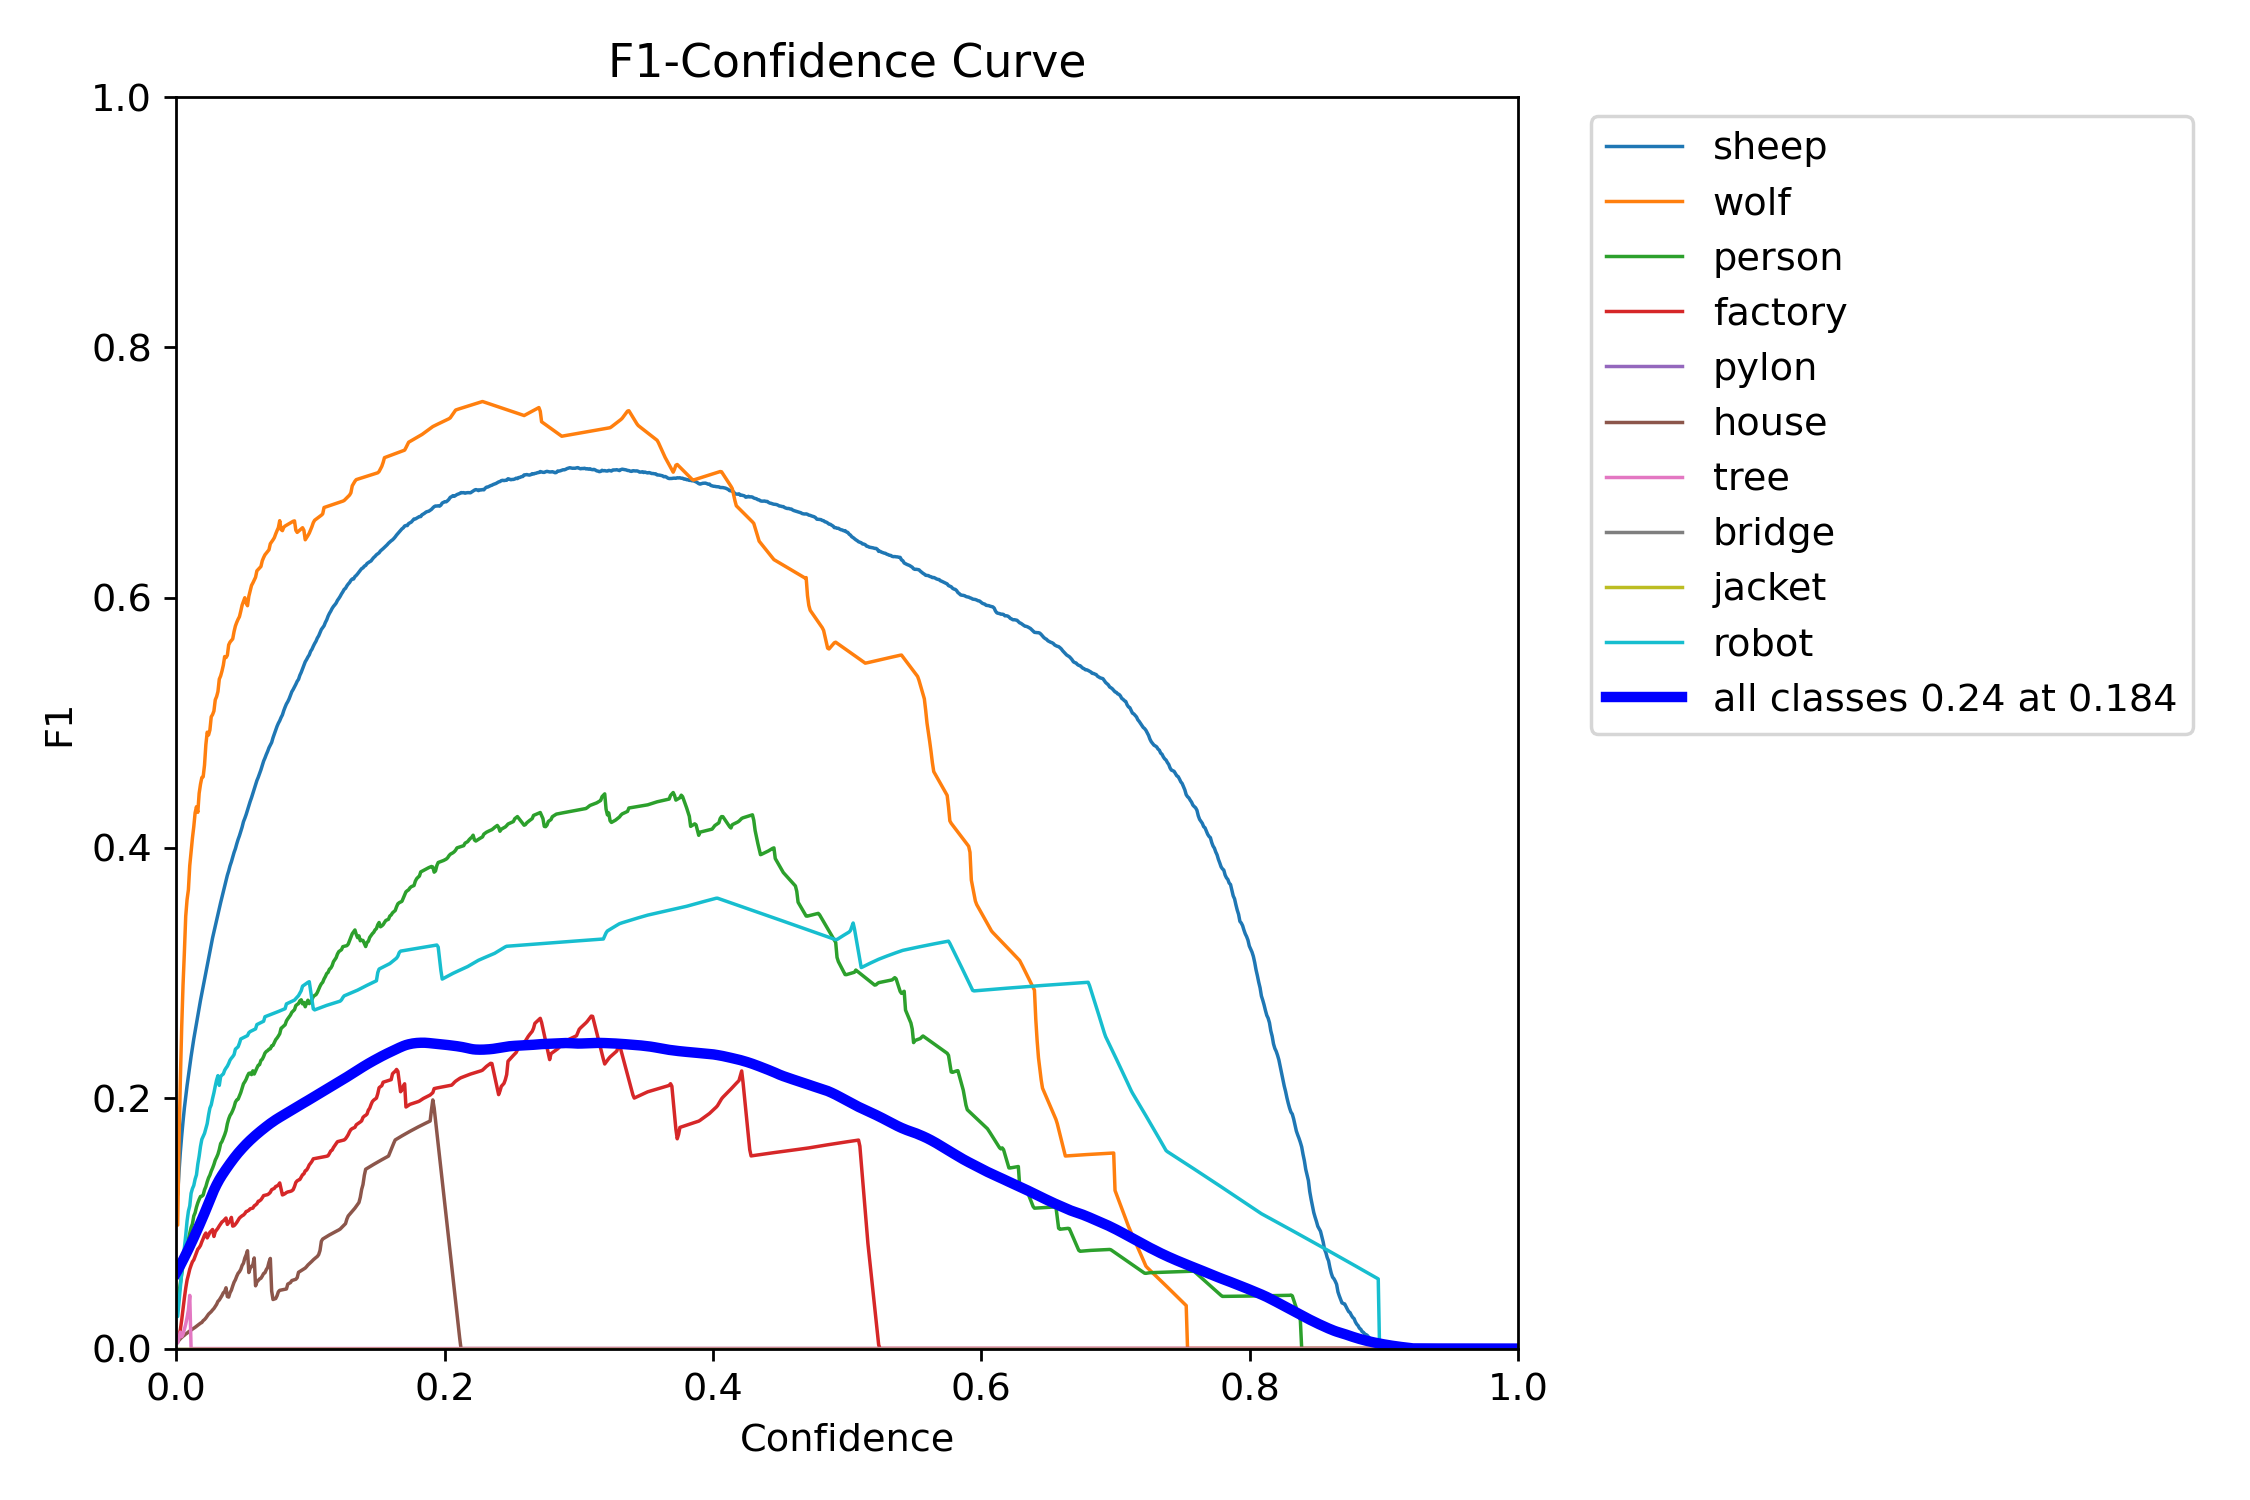 F1-Confidence Curve
1.0
0.8
0.6
0.4
0.2
0.0
F1
0.0 0.2 0.4 0.6 0.8 1.0
Confidence
sheep
wolf
person
factory
pylon
house
tree
bridge
jacket
robot
all classes 0.24 at 0.184